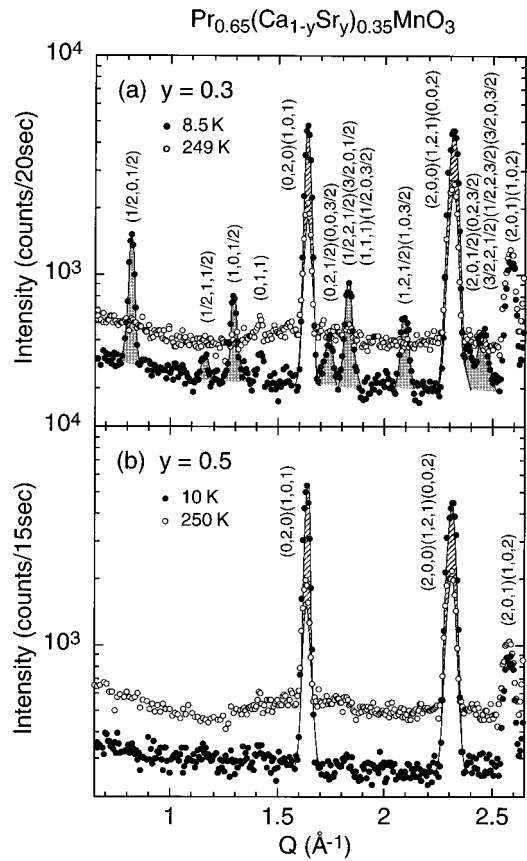 Pr0.65(Ca1-ySry)0.35MnO3
10^4
(a) y = 0.3
8.5 K
249 K
(1/2,0,1/2)
(1/2,1,1/2)
(1,0,1/2)
(0,1,1)
(0,2,0)(1,0,1)
(0,2,1/2)(0,0,3/2)
(1/2,2,1/2)(3/2,0,1/2)
(1,1,1)(1/2,0,3/2)
(1,2,1/2)(1,0,3/2)
(2,0,0)(1,2,1)(0,0,2)
(2,0,1/2)(0,2,3/2)
(3/2,2,1/2)(1/2,2,3/2)(3/2,0,3/2)
(2,0,1)(1,0,2)
10^3
Intensity (counts/20sec)
10^4
(b) y = 0.5
10 K
250 K
(0,2,0)(1,0,1)
(2,0,0)(1,2,1)(0,0,2)
(2,0,1)(1,0,2)
10^3
Intensity (counts/15sec)
1 1.5 2 2.5
Q (Å-1)